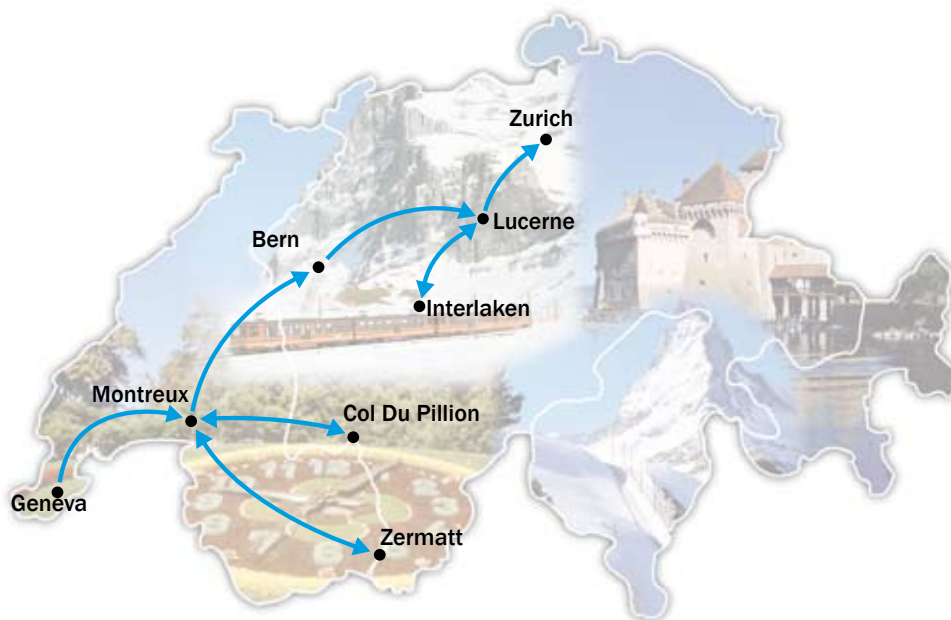 Zurich
Lucerne
Bern
Interlaken
Montreux
Col Du Pillion
Geneva
Zermatt